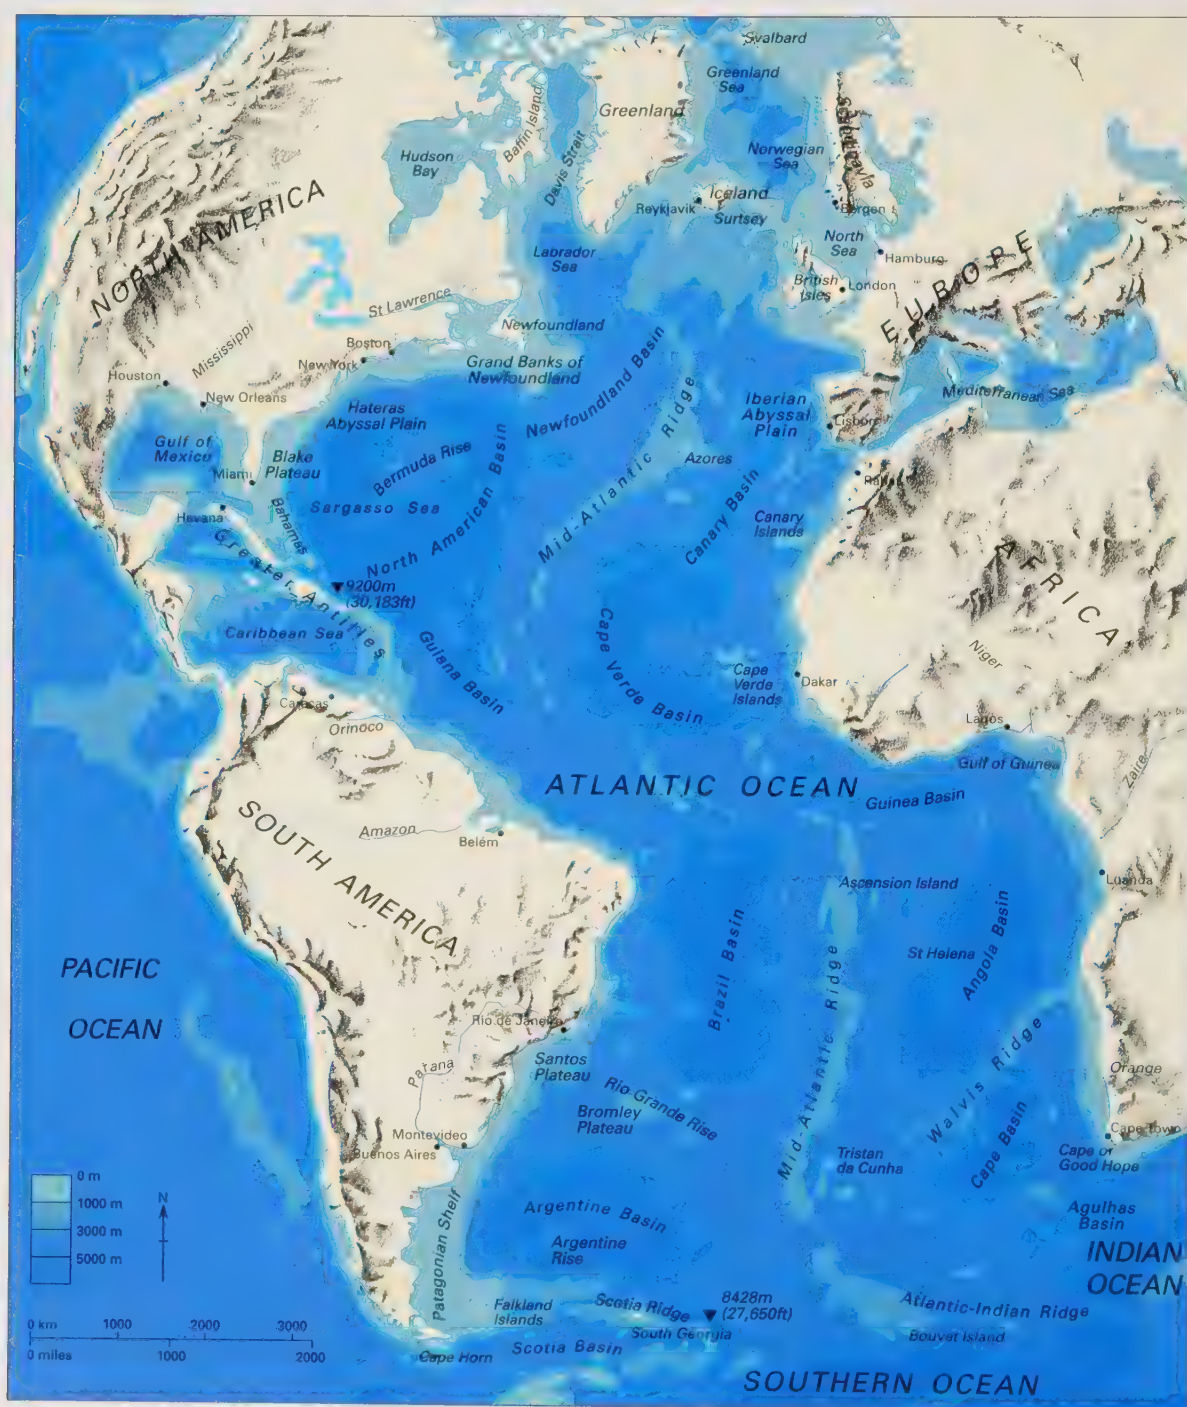 Svalbard
Greenland
Sea
Greenland
Baffin Island
Davis Strait
Hudson
Bay
Norwegian
Sea
Iceland
Reykjavik
Surtsey
Bergen
NORTH AMERICA
North
Sea
Hamburg
Labrador
Sea
British
Isles
London
EUROPE
St Lawrence
Newfoundland
Mississippi
Boston
New York
Grand Banks of
Newfoundland
Newfoundland Basin
Houston
New Orleans
Mediterranean Sea
Hateras
Abyssal Plain
Mid-Atlantic Ridge
Iberian
Abyssal
Plain
Lisbon
Gulf of
Mexico
Miami
Blake
Plateau
Bermuda Rise
Azores
Sargasso Sea
North American Basin
Canary Basin
Canary
Islands
Havana
Bahamas
Greater Antilles
9200m
(30,183ft)
AFRICA
Caribbean Sea
Guiana Basin
Cape Verde Basin
Cape
Verde
Islands
Dakar
Niger
Caracas
Orinoco
Lagos
Gulf of Guinea
Zaire
ATLANTIC OCEAN
Guinea Basin
SOUTH AMERICA
Amazon
Belém
Ascension Island
Luanda
Brazil Basin
St Helena
Angola Basin
PACIFIC
OCEAN
Mid-Atlantic Ridge
Rio de Janeiro
Parana
Santos
Plateau
Rio Grande Rise
Bromley
Plateau
Walvis Ridge
Orange
Montevideo
Buenos Aires
Tristan
da Cunha
Cape Basin
Cape Town
Cape of
Good Hope
0 m
1000 m
3000 m
5000 m
N
Patagonian Shelf
Argentine Basin
Argentine
Rise
Agulhas
Basin
INDIAN
OCEAN
Falkland
Islands
Scotia Ridge
8428m
(27,650ft)
South Georgia
Atlantic-Indian Ridge
Bouvet Island
0 km 1000 2000 3000
0 miles 1000 2000
Cape Horn
Scotia Basin
SOUTHERN OCEAN